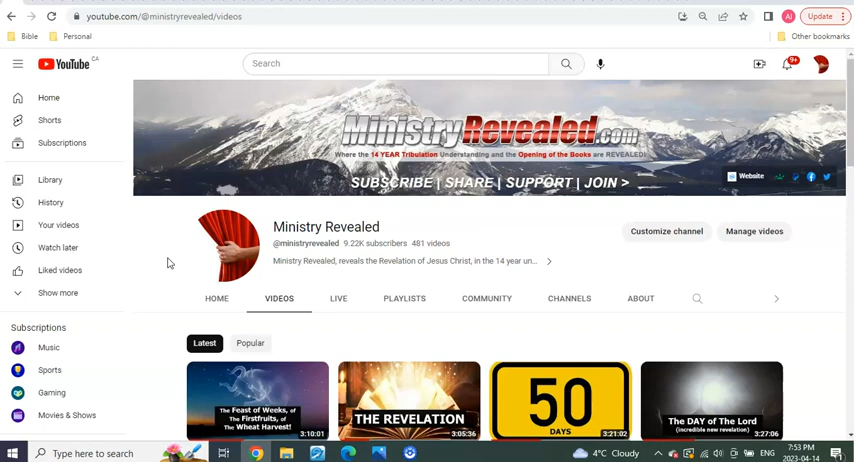 youtube.com/@ministryrevealed/videos
AI
Update
Bible
Personal
Other bookmarks
YouTube CA
Search
9+
Home
Shorts
Subscriptions
Library
History
Your videos
Watch later
Liked videos
Show more
Subscriptions
Music
Sports
Gaming
Movies & Shows
MinistryRevealed.com
Where the 14 YEAR Tribulation Understanding and the Opening of the Books are REVEALED!
SUBSCRIBE | SHARE | SUPPORT | JOIN >
Website
Ministry Revealed
@ministryrevealed 9.22K subscribers 481 videos
Ministry Revealed, reveals the Revelation of Jesus Christ, in the 14 year un...
Customize channel
Manage videos
HOME
VIDEOS
LIVE
PLAYLISTS
COMMUNITY
CHANNELS
ABOUT
Latest
Popular
The Feast of Weeks, of
The Firstfruits, of
The Wheat Harvest!
3:10:01
THE REVELATION
3:05:36
50
DAYS
3:21:02
The DAY of The Lord
(incredible new revelation)
3:27:06
Type here to search
4°C Cloudy
7:53 PM
2023-04-14